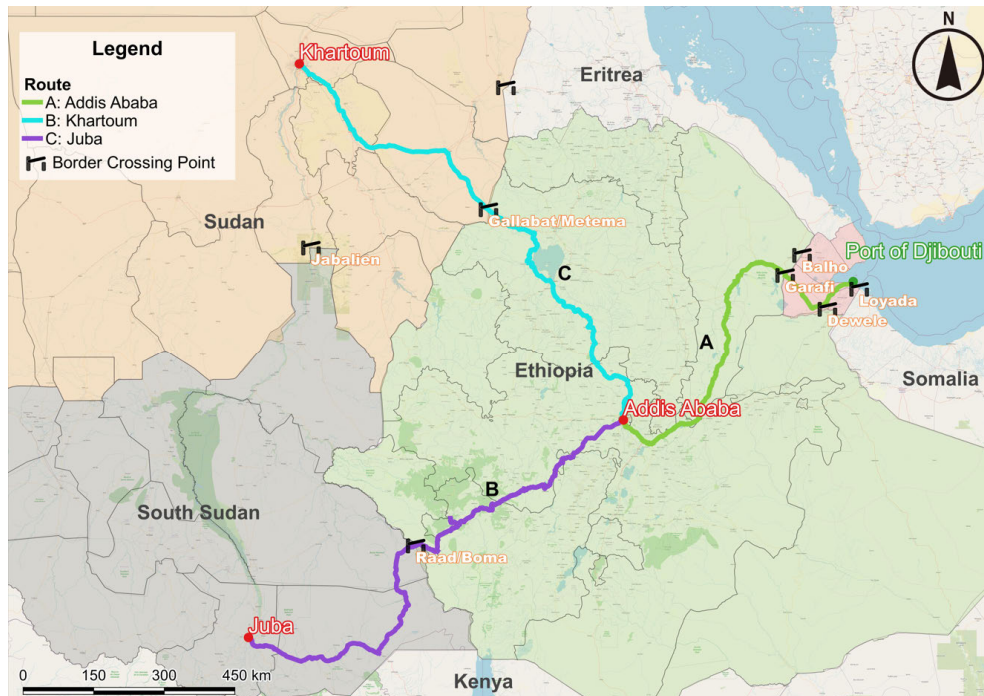 Khartoum
N
Legend
Route
A: Addis Ababa
B: Khartoum
C: Juba
Border Crossing Point
Eritrea
Sudan
Gallabat/Metema
Jabalien
Port of Djibouti
Balho
Garafi
Loyada
Dewele
C
A
Ethiopia
Somalia
Addis Ababa
B
South Sudan
Raad/Boma
Juba
0 150 300 450 km
Kenya